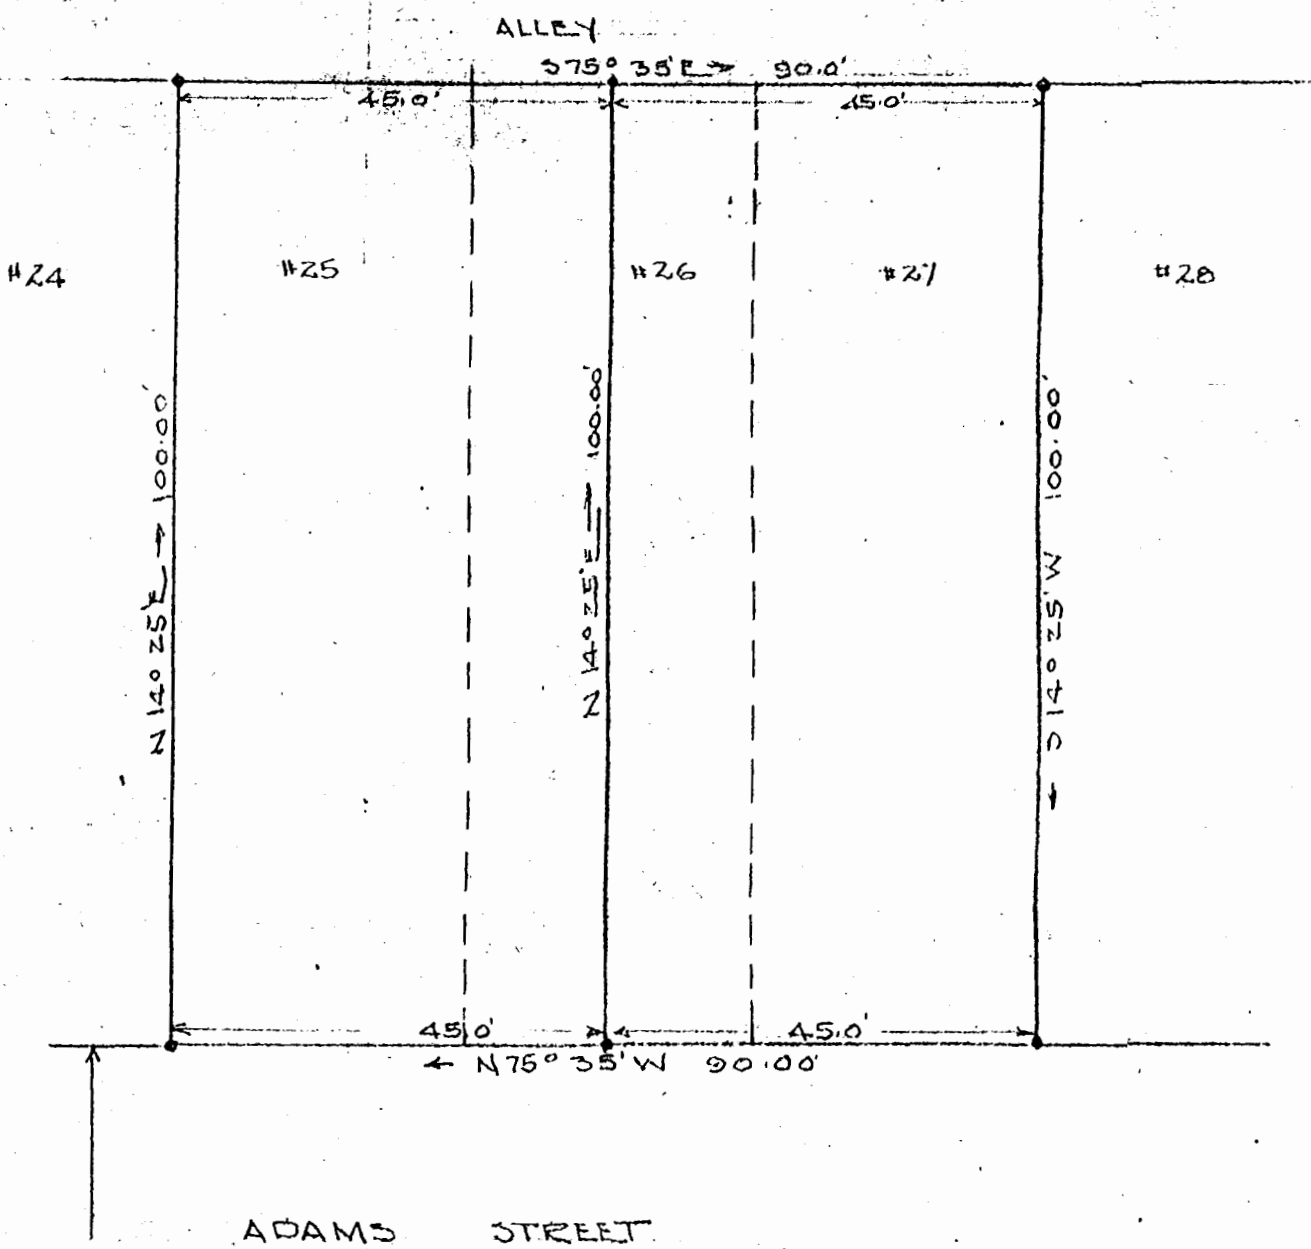 ALLEY
S75° 35'E → 90.0'
45.0' 45.0'
#24 #25 #26 #27 #28
N 14° 25'E → 100.00'
N 14° 25'E → 100.00'
← S 14° 25' W 100.00'
45.0' 45.0'
← N75° 35' W 90.00'
ADAMS STREET